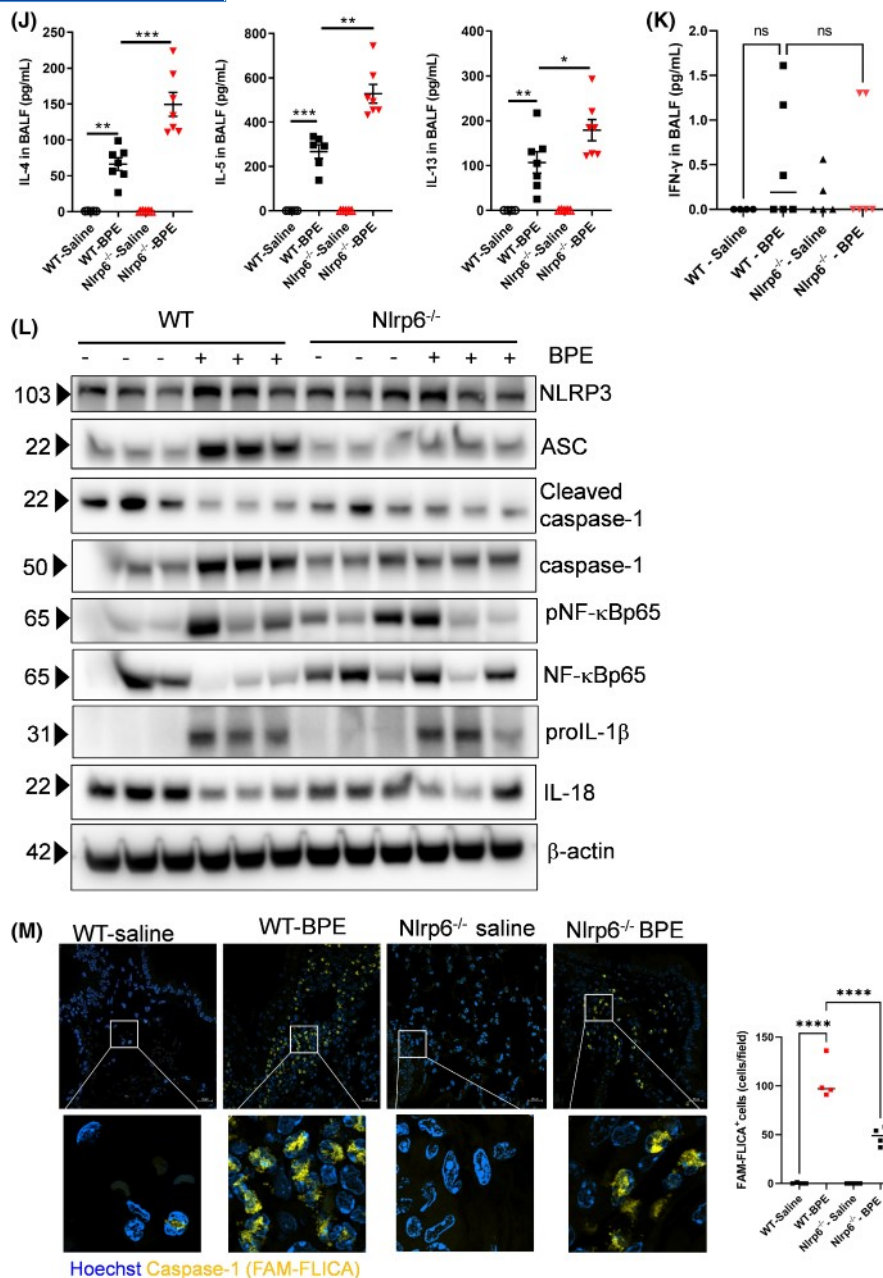 (J)
IL-4 in BALF (pg/mL)
250
200
150
100
50
0
**
***
WT-Saline
WT-BPE
Nlrp6-/--Saline
Nlrp6-/--BPE
IL-5 in BALF (pg/mL)
800
600
400
200
0
***
**
WT-Saline
WT-BPE
Nlrp6-/--Saline
Nlrp6-/--BPE
IL-13 in BALF (pg/mL)
400
300
200
100
0
**
*
WT-Saline
WT-BPE
Nlrp6-/--Saline
Nlrp6-/--BPE
(K)
IFN-γ in BALF (pg/mL)
2.0
1.5
1.0
0.5
0.0
ns
ns
WT - Saline
WT - BPE
Nlrp6-/- - Saline
Nlrp6-/- - BPE
(L)
WT Nlrp6-/-
- - - + + + - - - + + + BPE
103 NLRP3
22 ASC
22 Cleaved
caspase-1
50 caspase-1
65 pNF-κBp65
65 NF-κBp65
31 proIL-1β
22 IL-18
42 β-actin
(M)
WT-saline WT-BPE Nlrp6-/- saline Nlrp6-/- BPE
Hoechst Caspase-1 (FAM-FLICA)
FAM-FLICA+cells (cells/field)
150
100
50
0
****
****
WT-Saline
WT-BPE
Nlrp6-/- - Saline
Nlrp6-/- - BPE